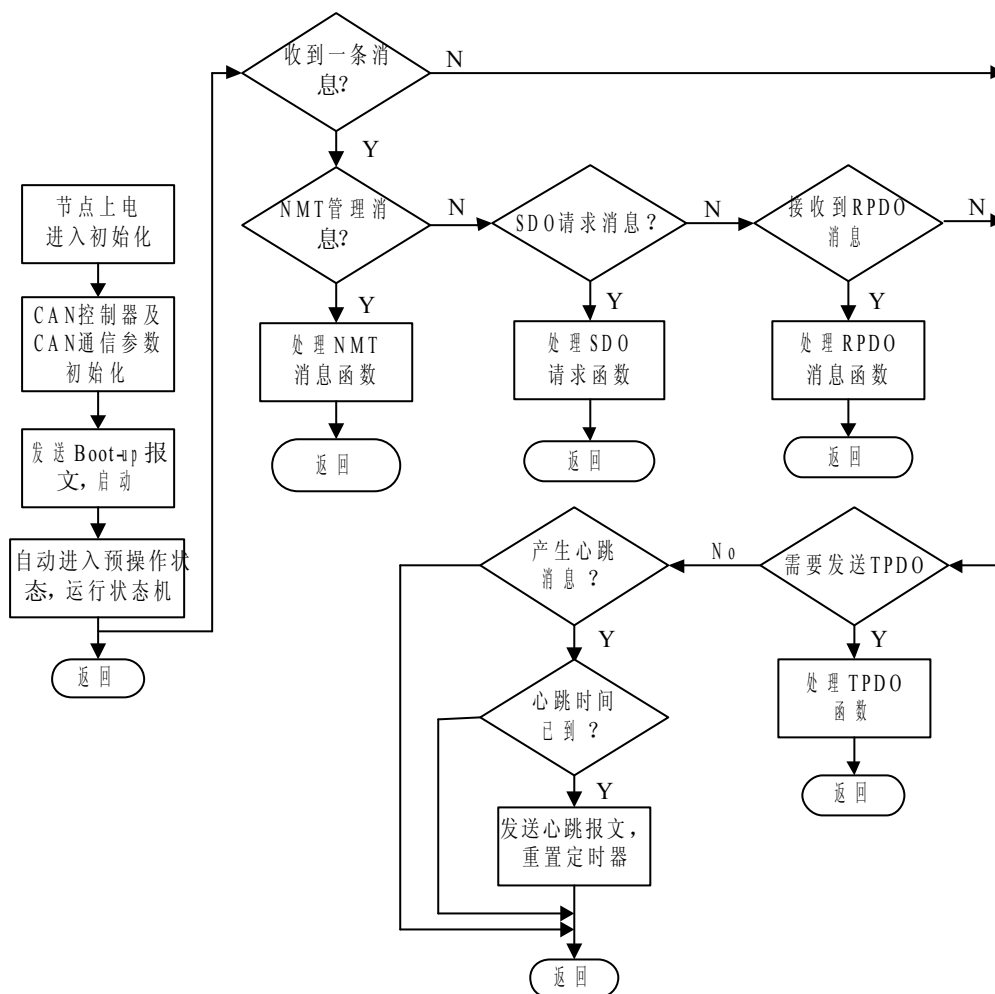 收到一条消
息?
N
Y
节点上电
进入初始化
NMT管理消
息?
N
SDO请求消息？
N
接收到RPDO
消息
N
Y
Y
Y
CAN控制器及
CAN通信参数
初始化
处理NMT
消息函数
处理SDO
请求函数
处理RPDO
消息函数
返回
返回
返回
发送Boot-up报
文，启动
自动进入预操作状
态，运行状态机
返回
产生心跳
消息？
No
需要发送TPDO
Y
Y
心跳时间
已到？
处理TPDO
函数
Y
返回
发送心跳报文，
重置定时器
返回